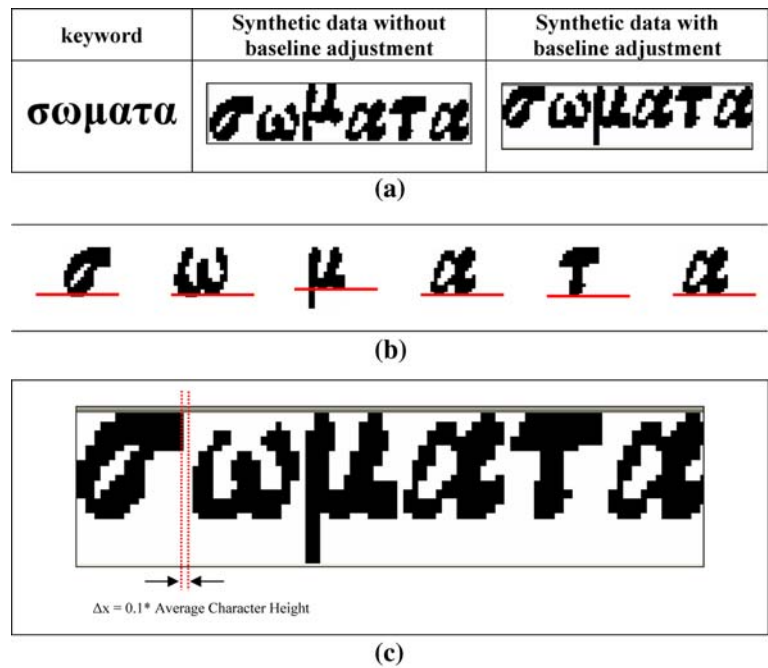 keyword
Synthetic data without
baseline adjustment
Synthetic data with
baseline adjustment
σωματα
σωματα
σωματα
(a)
σ ω μ α τ α
(b)
σωματα
Δx = 0.1* Average Character Height
(c)